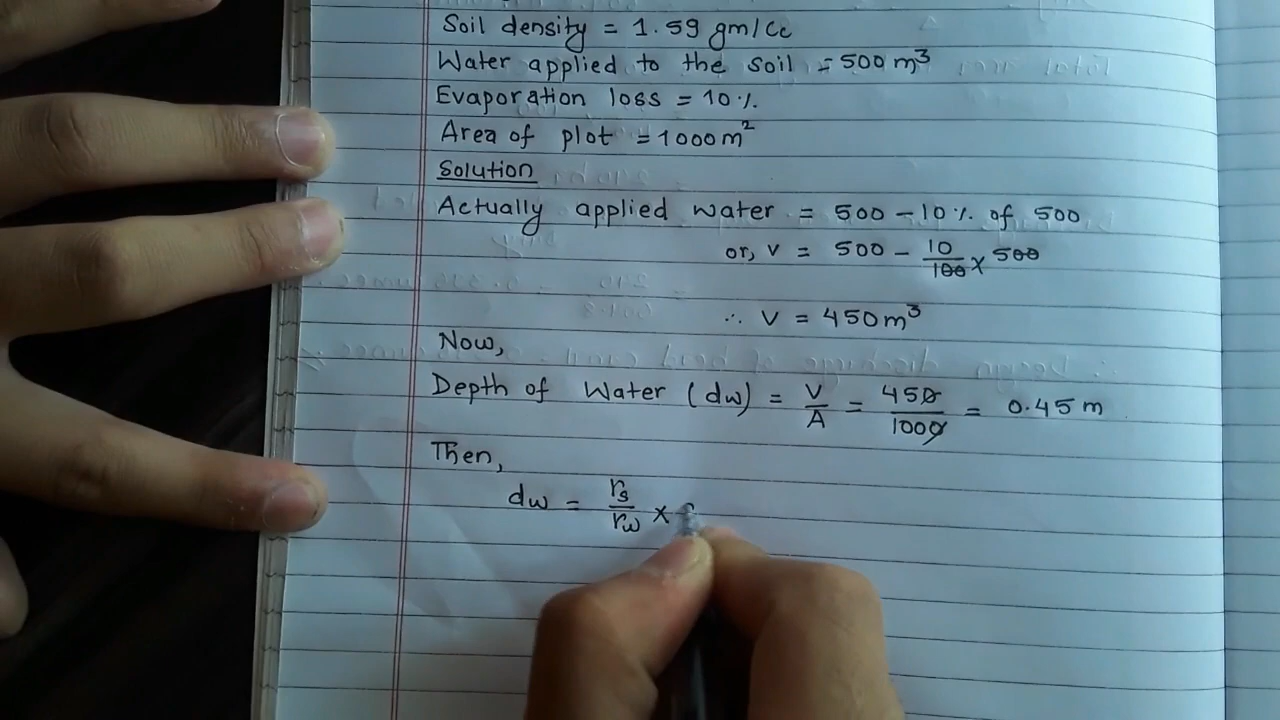 Soil density = 1.59 gm/cc
Water applied to the soil = 500 m³
Evaporation loss = 10%.
Area of plot = 1000 m²
Solution
Actually applied water = 500 - 10% of 500
or, V = 500 - 10/100 × 500
∴ V = 450 m³
Now,
Depth of Water (dw) = V/A = 450/1000 = 0.45 m
Then,
dw = rs/rw ×